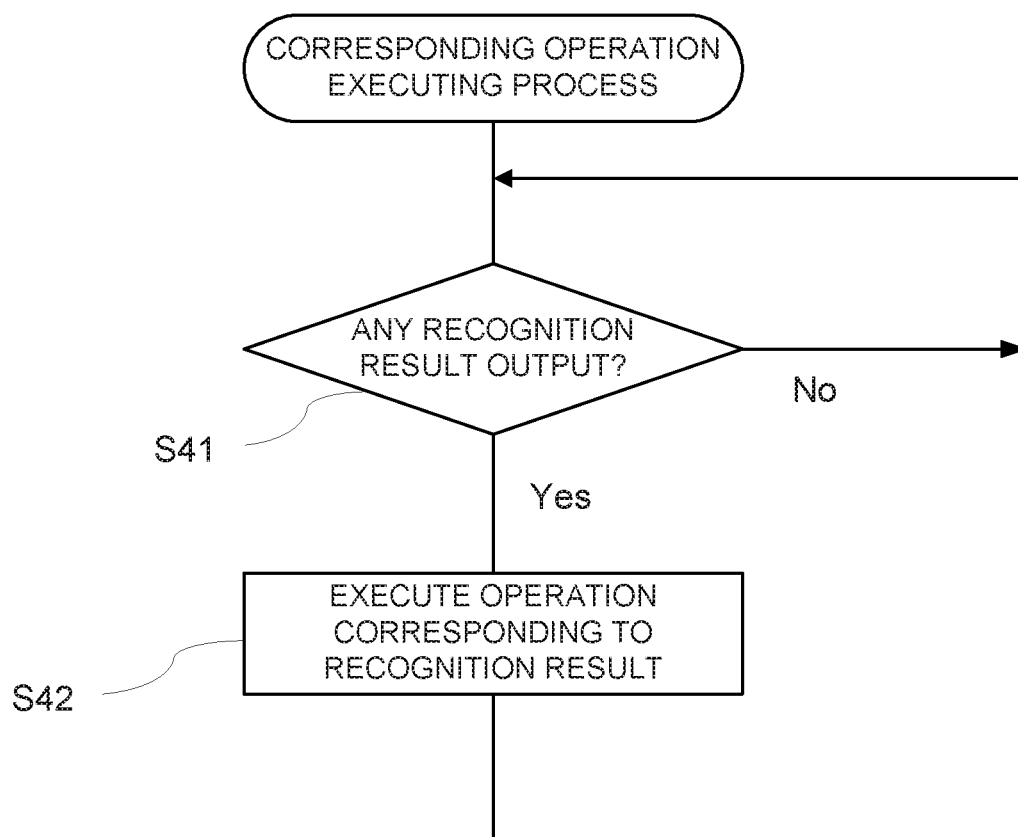 CORRESPONDING OPERATION
EXECUTING PROCESS
ANY RECOGNITION
RESULT OUTPUT?
No
S41
Yes
EXECUTE OPERATION
CORRESPONDING TO
RECOGNITION RESULT
S42